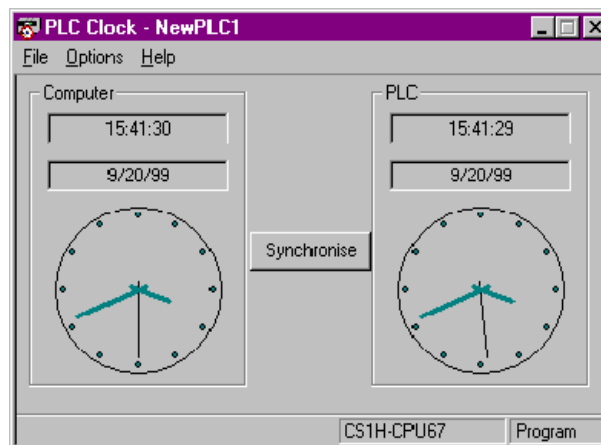 PLC Clock - NewPLC1
File Options Help
Computer
15:41:30
9/20/99
Synchronise
PLC
15:41:29
9/20/99
CS1H-CPU67 Program